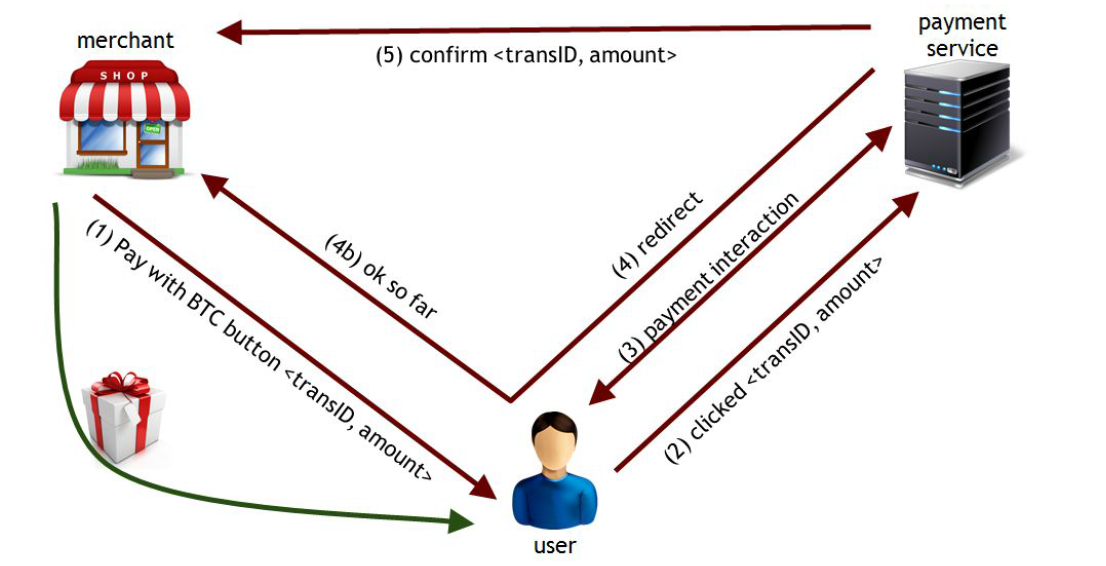 merchant
SHOP
OPEN
payment
service
(5) confirm <transID, amount>
(4b) ok so far
(1) Pay with BTC button <transID, amount>
(4) redirect
(3) payment interaction
(2) clicked <transID, amount>
user